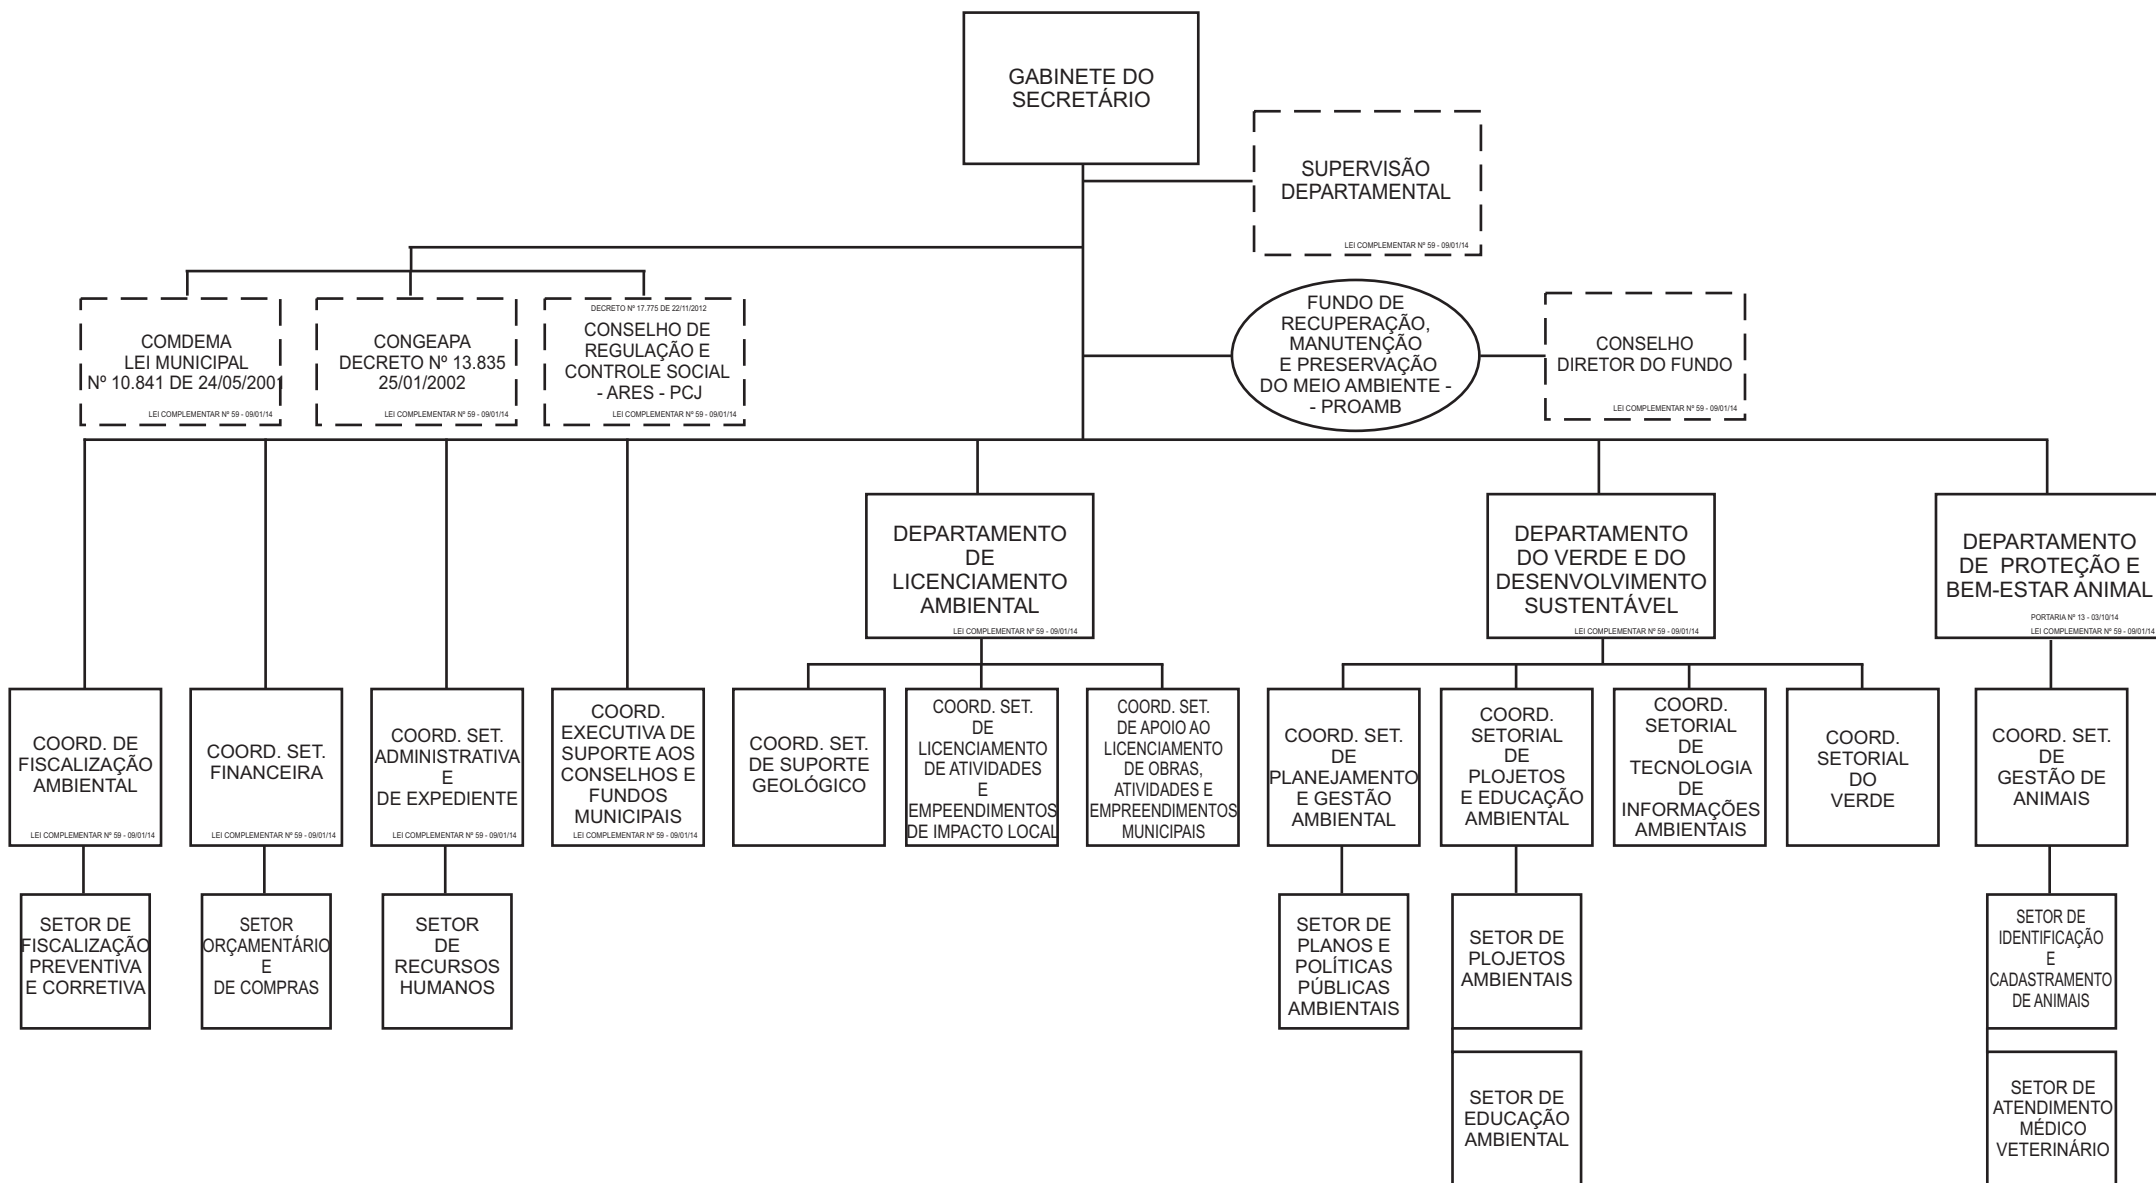 GABINETE DO
SECRETÁRIO
SUPERVISÃO
DEPARTAMENTAL
LEI COMPLEMENTAR Nº 59 - 09/01/14
COMDEMA
LEI MUNICIPAL
Nº 10.841 DE 24/05/2001
LEI COMPLEMENTAR Nº 59 - 09/01/14
CONGEAPA
DECRETO Nº 13.835
25/01/2002
LEI COMPLEMENTAR Nº 59 - 09/01/14
DECRETO Nº 17.775 DE 22/11/2012
CONSELHO DE
REGULAÇÃO E
CONTROLE SOCIAL
- ARES - PCJ
LEI COMPLEMENTAR Nº 59 - 09/01/14
FUNDO DE
RECUPERAÇÃO,
MANUTENÇÃO
E PRESERVAÇÃO
DO MEIO AMBIENTE -
- PROAMB
CONSELHO
DIRETOR DO FUNDO
LEI COMPLEMENTAR Nº 59 - 09/01/14
DEPARTAMENTO
DE
LICENCIAMENTO
AMBIENTAL
LEI COMPLEMENTAR Nº 59 - 09/01/14
DEPARTAMENTO
DO VERDE E DO
DESENVOLVIMENTO
SUSTENTÁVEL
LEI COMPLEMENTAR Nº 59 - 09/01/14
DEPARTAMENTO
DE PROTEÇÃO E
BEM-ESTAR ANIMAL
PORTARIA Nº 13 - 03/10/14
LEI COMPLEMENTAR Nº 59 - 09/01/14
COORD. DE
FISCALIZAÇÃO
AMBIENTAL
LEI COMPLEMENTAR Nº 59 - 09/01/14
COORD. SET.
FINANCEIRA
LEI COMPLEMENTAR Nº 59 - 09/01/14
COORD. SET.
ADMINISTRATIVA
E
DE EXPEDIENTE
LEI COMPLEMENTAR Nº 59 - 09/01/14
COORD.
EXECUTIVA DE
SUPORTE AOS
CONSELHOS E
FUNDOS
MUNICIPAIS
LEI COMPLEMENTAR Nº 59 - 09/01/14
COORD. SET.
DE SUPORTE
GEOLÓGICO
COORD. SET.
DE
LICENCIAMENTO
DE ATIVIDADES
E
EMPEENDIMENTOS
DE IMPACTO LOCAL
COORD. SET.
DE APOIO AO
LICENCIAMENTO
DE OBRAS,
ATIVIDADES E
EMPREENDIMENTOS
MUNICIPAIS
COORD. SET.
DE
PLANEJAMENTO
E GESTÃO
AMBIENTAL
COORD.
SETORIAL
DE
PLOJETOS
E EDUCAÇÃO
AMBIENTAL
COORD.
SETORIAL
DE
TECNOLOGIA
DE
INFORMAÇÕES
AMBIENTAIS
COORD.
SETORIAL
DO
VERDE
COORD. SET.
DE
GESTÃO DE
ANIMAIS
SETOR DE
FISCALIZAÇÃO
PREVENTIVA
E CORRETIVA
SETOR
ORÇAMENTÁRIO
E
DE COMPRAS
SETOR
DE
RECURSOS
HUMANOS
SETOR DE
PLANOS E
POLÍTICAS
PÚBLICAS
AMBIENTAIS
SETOR DE
PLOJETOS
AMBIENTAIS
SETOR DE
IDENTIFICAÇÃO
E
CADASTRAMENTO
DE ANIMAIS
SETOR DE
EDUCAÇÃO
AMBIENTAL
SETOR DE
ATENDIMENTO
MÉDICO
VETERINÁRIO